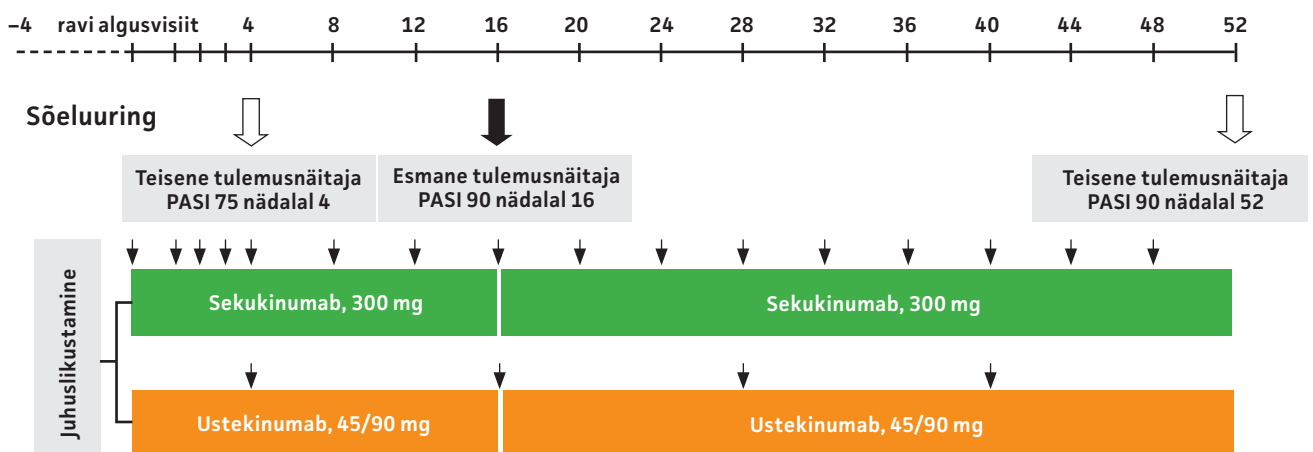 –4 ravi algusvisiit 4 8 12 16 20 24 28 32 36 40 44 48 52
Sõeluuring
Teisene tulemusnäitaja
PASI 75 nädalal 4
Esmane tulemusnäitaja
PASI 90 nädalal 16
Teisene tulemusnäitaja
PASI 90 nädalal 52
Juhuslikustamine
Sekukinumab, 300 mg
Sekukinumab, 300 mg
Ustekinumab, 45/90 mg
Ustekinumab, 45/90 mg